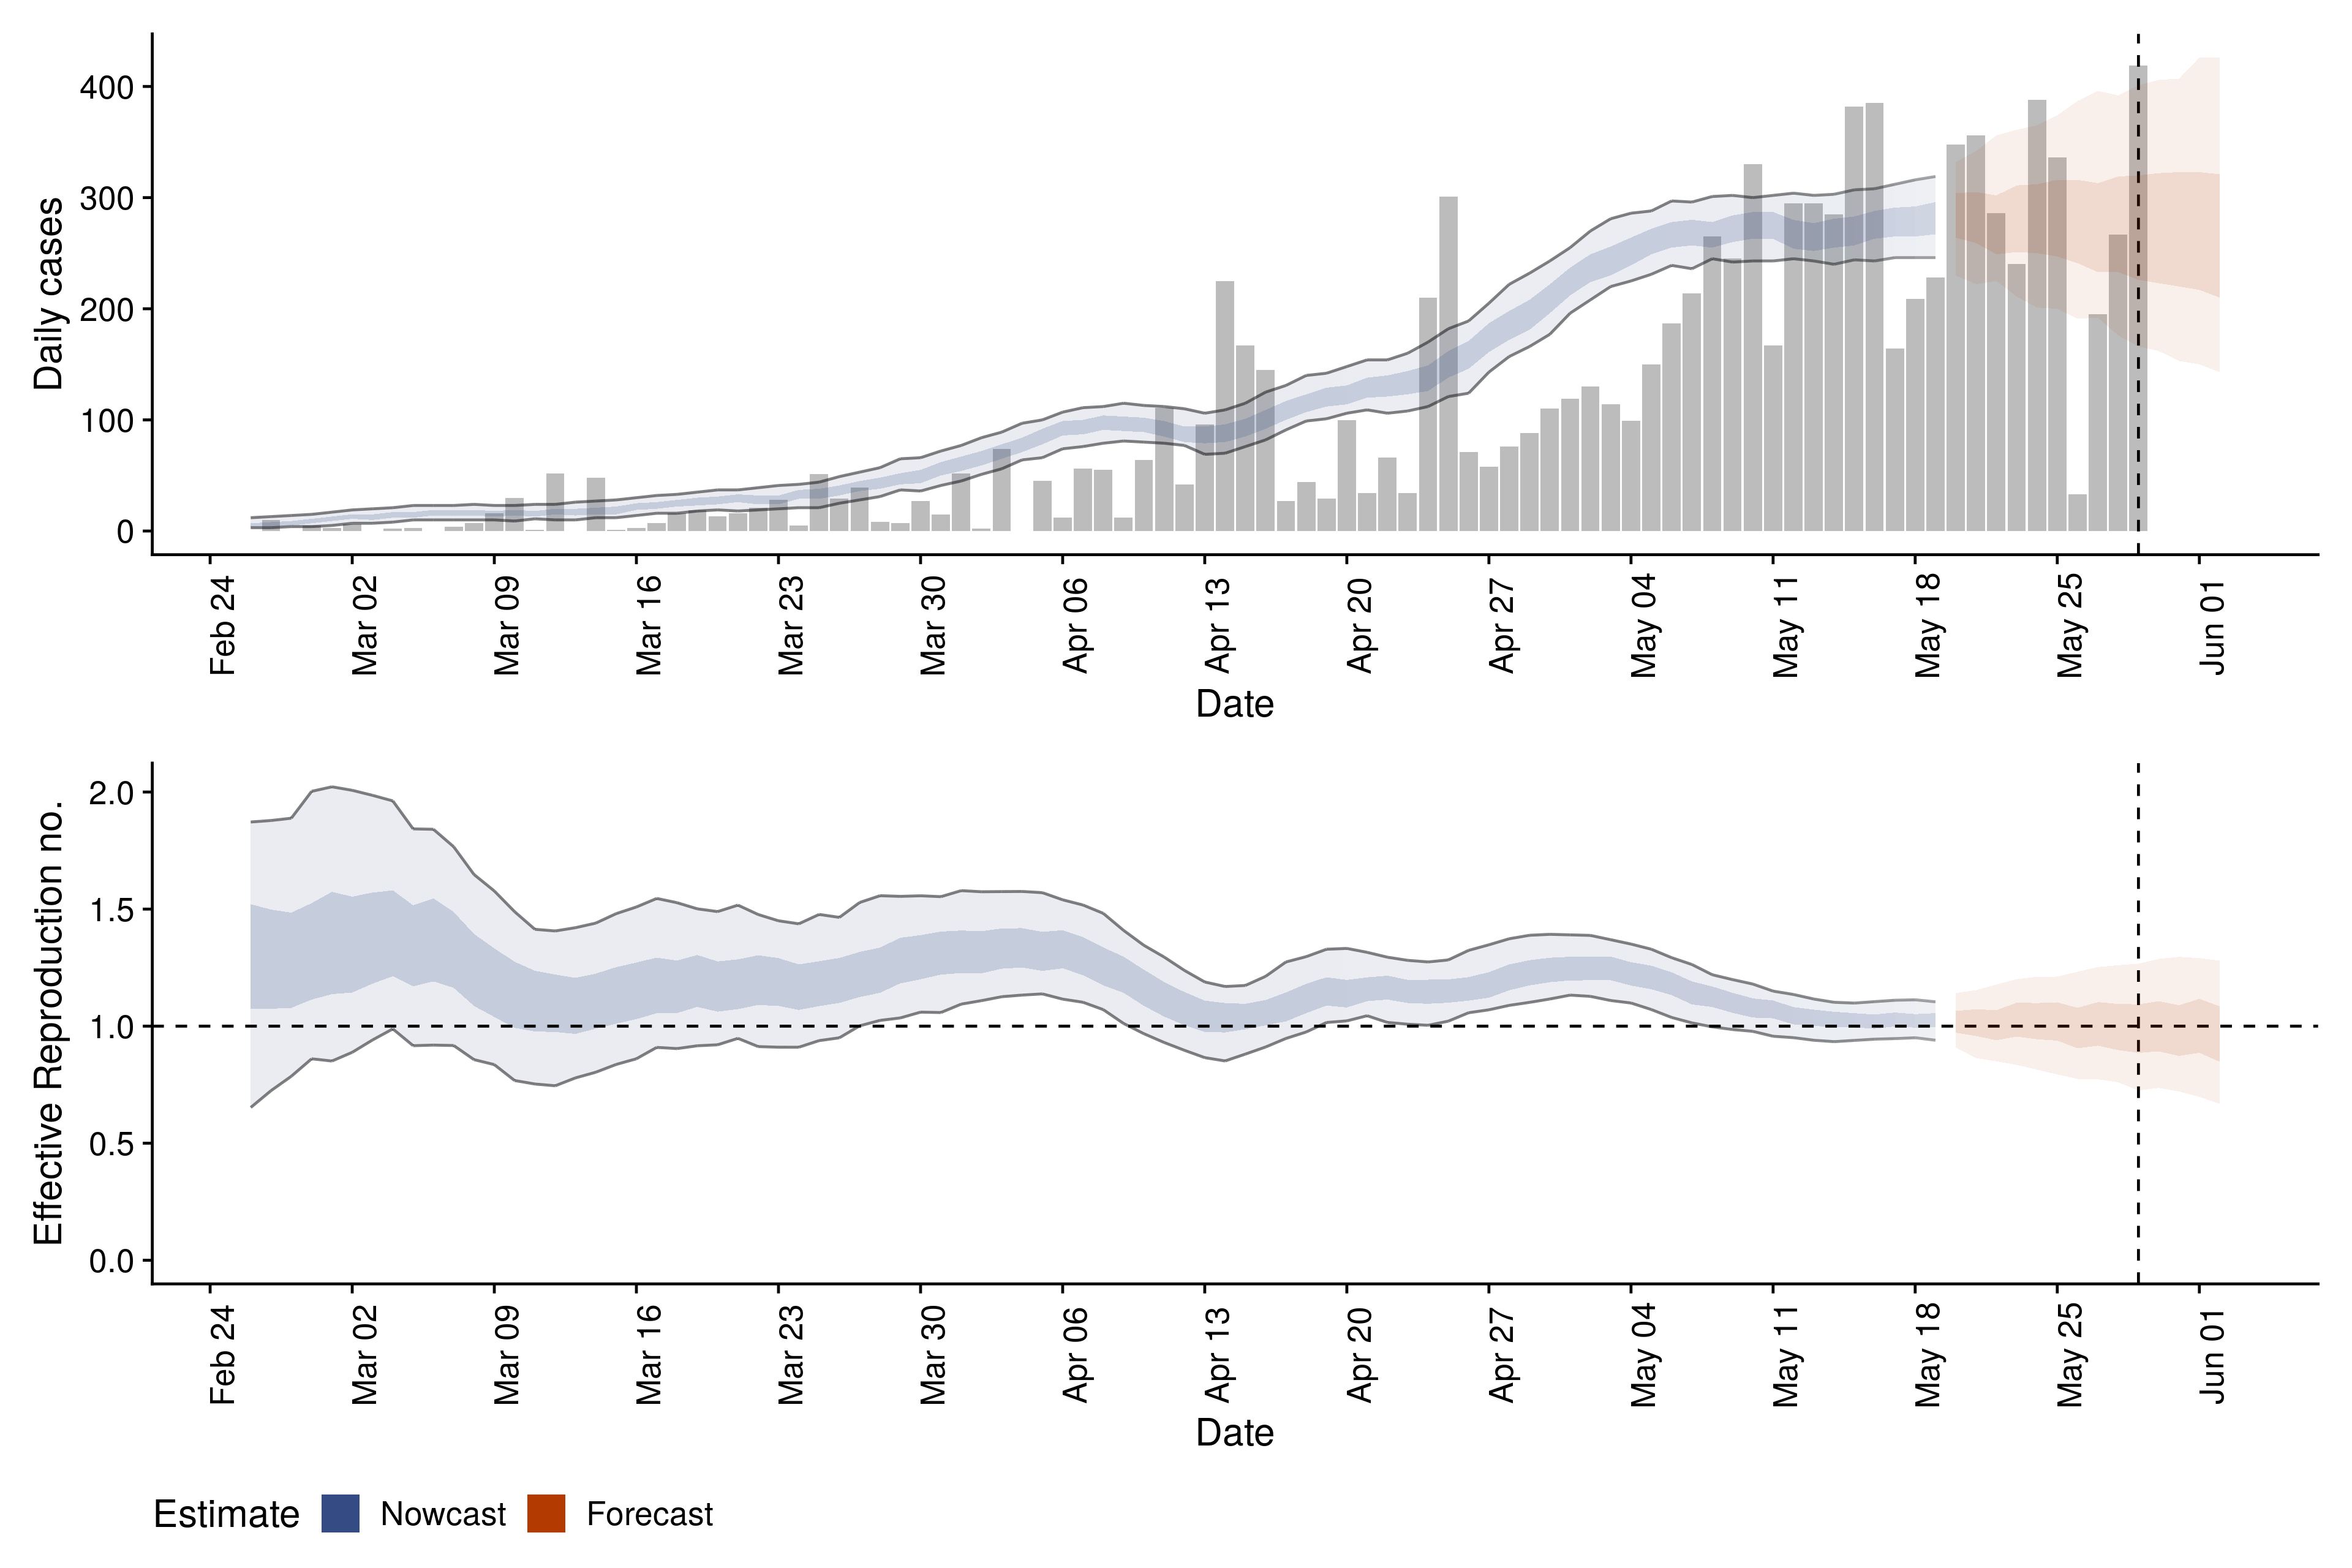 Daily cases
400
300
200
100
0
Feb 24
Mar 02
Mar 09
Mar 16
Mar 23
Mar 30
Apr 06
Apr 13
Apr 20
Apr 27
May 04
May 11
May 18
May 25
Jun 01
Date
Effective Reproduction no.
2.0
1.5
1.0
0.5
0.0
Feb 24
Mar 02
Mar 09
Mar 16
Mar 23
Mar 30
Apr 06
Apr 13
Apr 20
Apr 27
May 04
May 11
May 18
May 25
Jun 01
Date
Estimate Nowcast Forecast